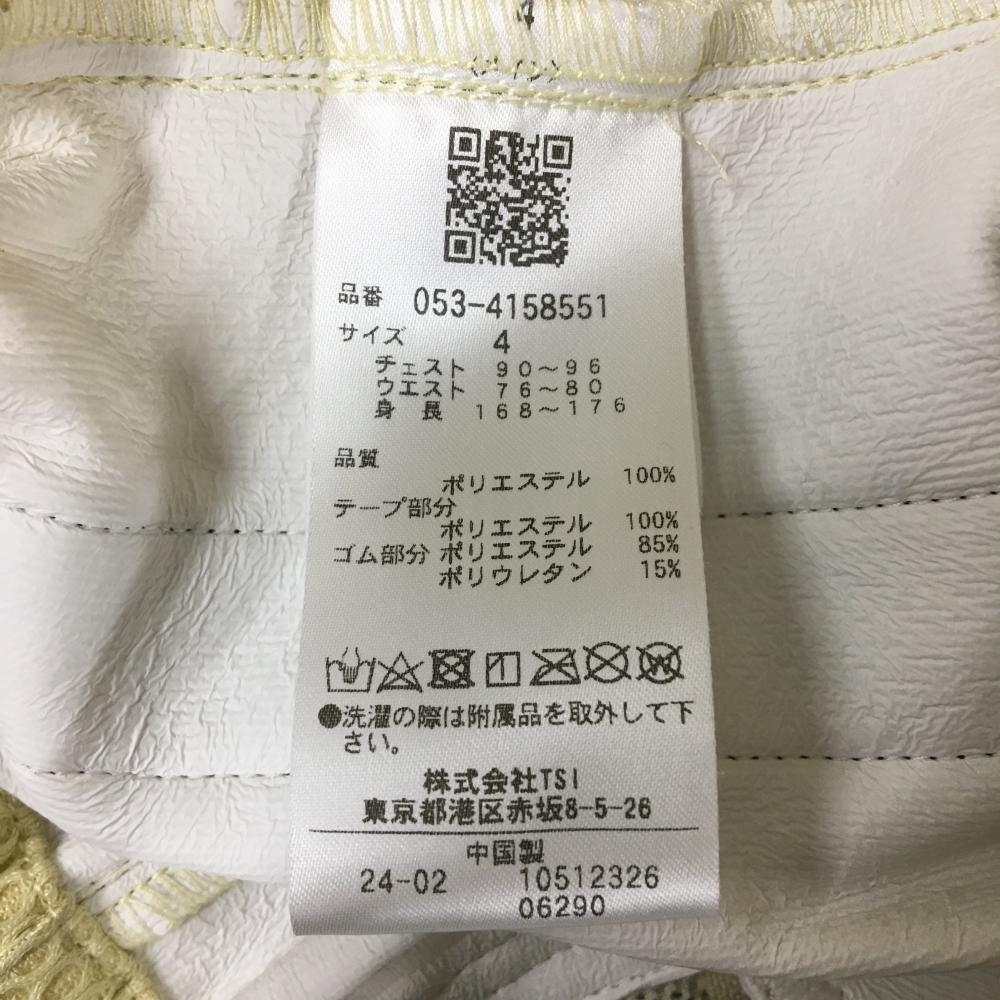 4
品番 053-4158551
サイズ 4
チェスト 90～96
ウエスト 76～80
身長 168～176
品質
ポリエステル 100%
テープ部分
ポリエステル 100%
ゴム部分 ポリエステル 85%
ポリウレタン 15%
●洗濯の際は附属品を取外して下
さい。
株式会社TSI
東京都港区赤坂8-5-26
中国製
24-02 10512326
06290